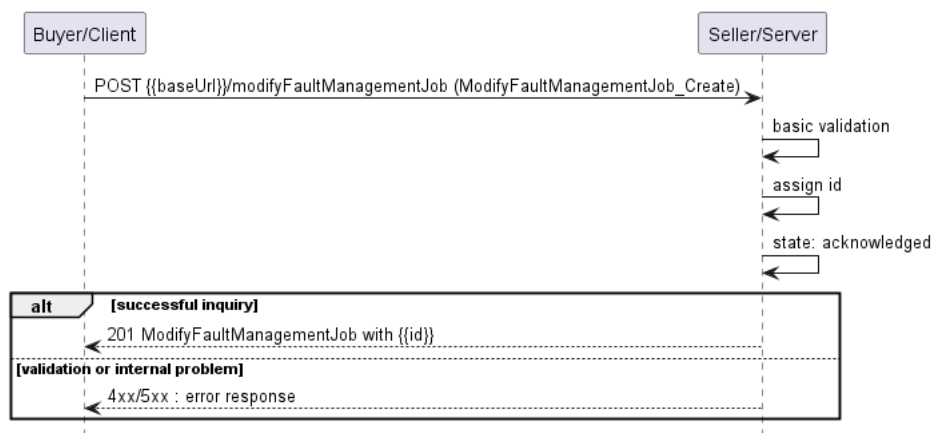 Buyer/Client
Seller/Server
POST {{baseUrl}}/modifyFaultManagementJob (ModifyFaultManagementJob_Create)
basic validation
assign id
state: acknowledged
alt [successful inquiry]
201 ModifyFaultManagementJob with {{id}}
[validation or internal problem]
4xx/5xx : error response